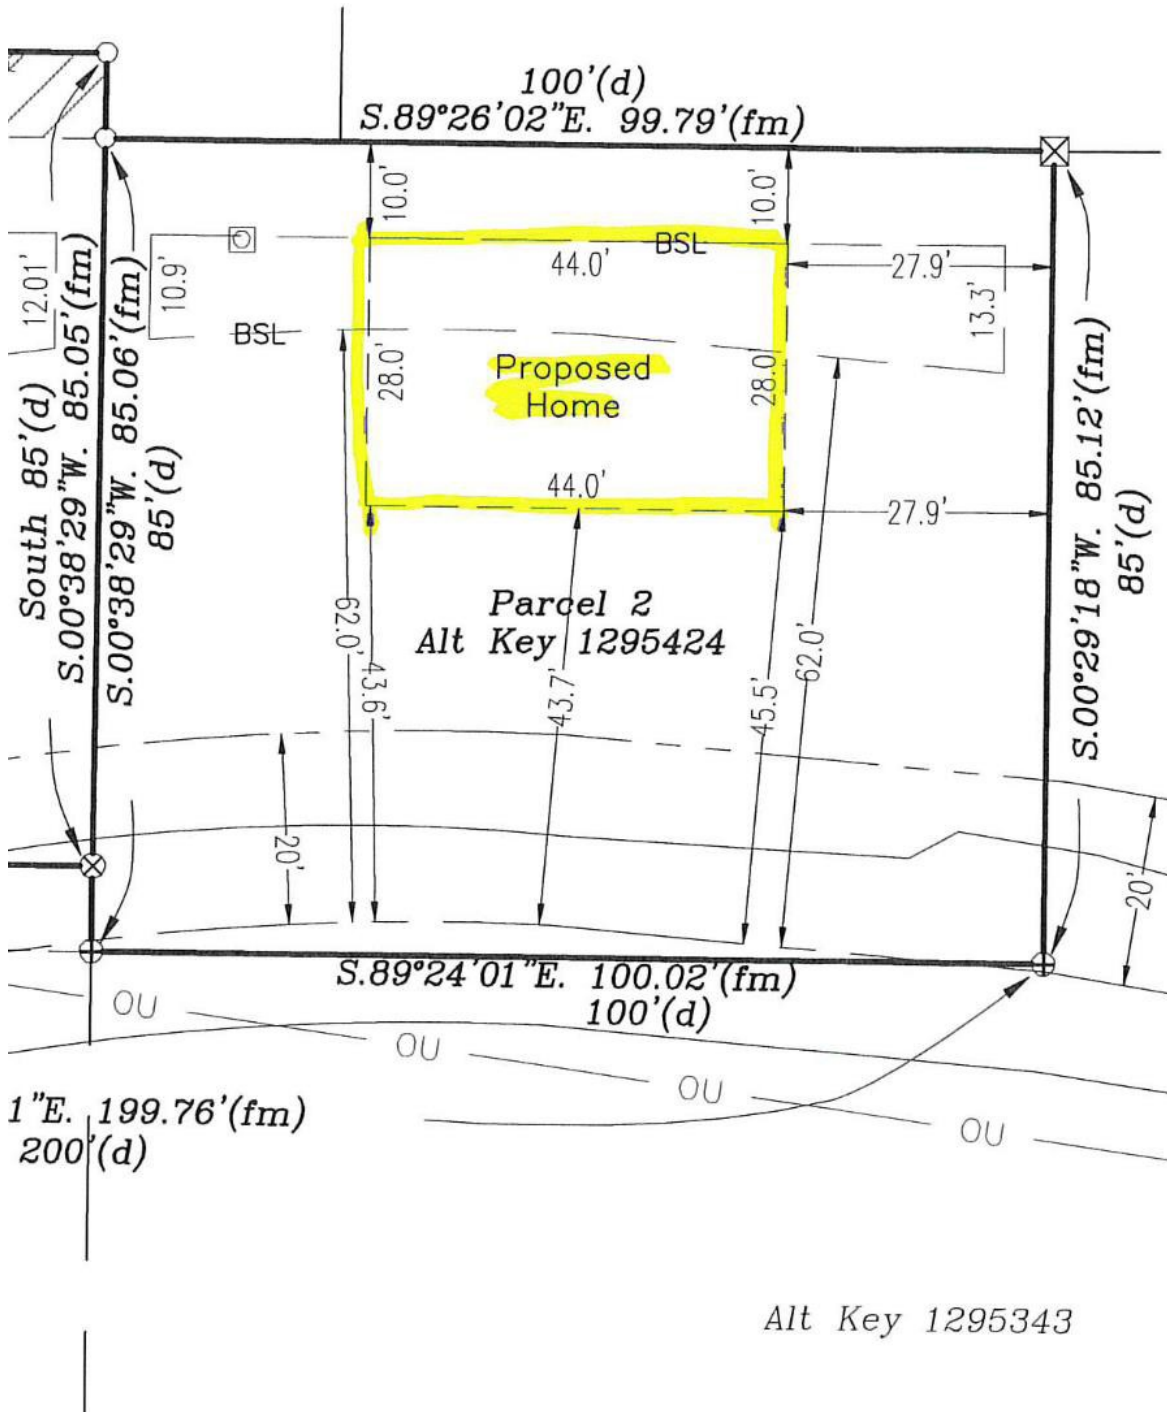 100'(d)
S.89°26'02"E. 99.79'(fm)
10.0'
10.0'
BSL
44.0'
27.9'
12.01'
10.9'
13.3'
BSL
28.0'
Proposed
Home
28.0'
South 85'(d)
S.00°38'29"W. 85.05'(fm)
S.00°38'29"W. 85.06'(fm)
85'(d)
S.00°29'18"W. 85.12'(fm)
85'(d)
44.0'
27.9'
Parcel 2
Alt Key 1295424
62.0'
43.6'
43.7'
45.5'
62.0'
20'
20'
S.89°24'01"E. 100.02'(fm)
100'(d)
OU
OU
OU
OU
1"E. 199.76'(fm)
200'(d)
Alt Key 1295343